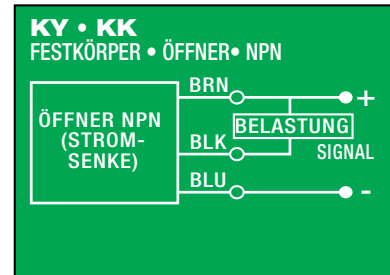 KY • KK
FESTKÖRPER • ÖFFNER• NPN
BRN
+
ÖFFNER NPN
(STROM-
SENKE)
BELASTUNG
BLK
SIGNAL
BLU
-